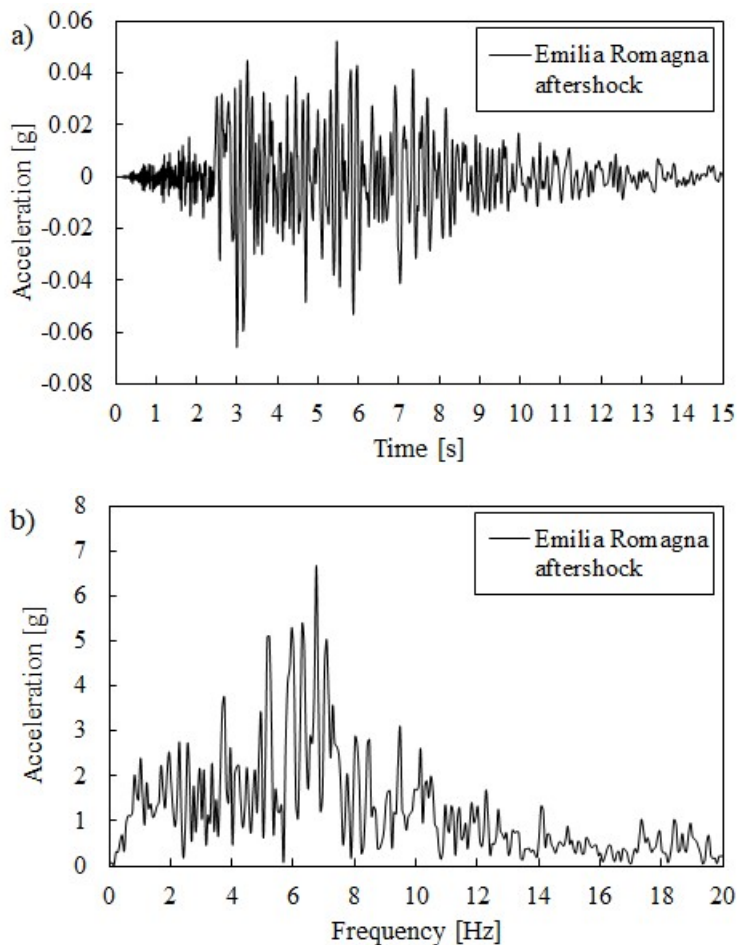 a)
Acceleration [g]
0.06
0.04
0.02
0
-0.02
-0.04
-0.06
-0.08
Emilia Romagna
aftershock
0 1 2 3 4 5 6 7 8 9 10 11 12 13 14 15
Time [s]
b)
Acceleration [g]
8
7
6
5
4
3
2
1
0
Emilia Romagna
aftershock
0 2 4 6 8 10 12 14 16 18 20
Frequency [Hz]